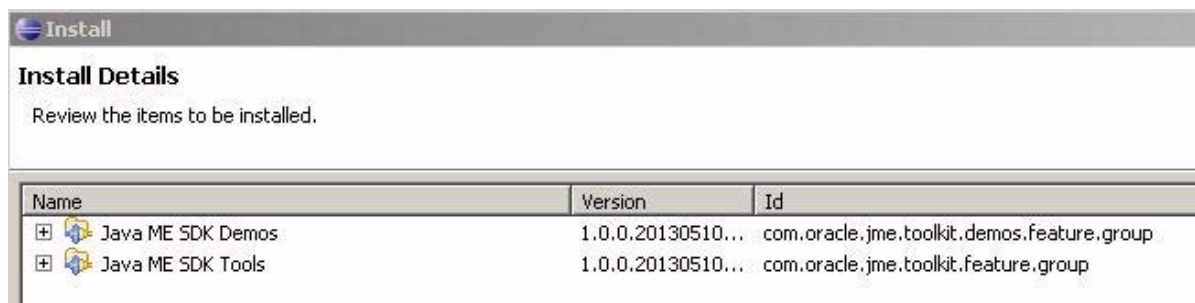 Install
Install Details
Review the items to be installed.
Name Version Id
Java ME SDK Demos 1.0.0.20130510... com.oracle.jme.toolkit.demos.feature.group
Java ME SDK Tools 1.0.0.20130510... com.oracle.jme.toolkit.feature.group